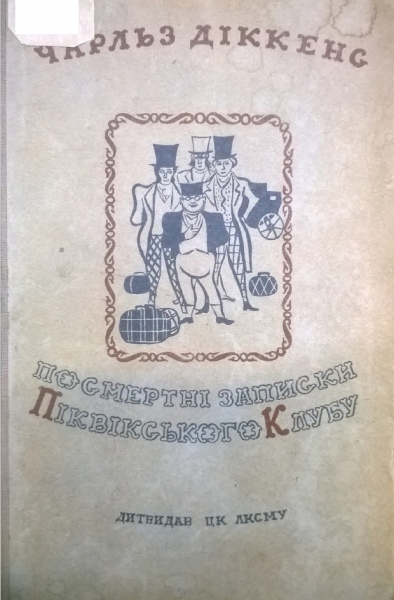 ЧАРЛЬЗ ДІККЕНС
ПОСМЕРТНІ ЗАПИСКИ
ПІКВІКСЬКОГО КЛУБУ
ДИТВИДАВ ЦК ЛКСМУ